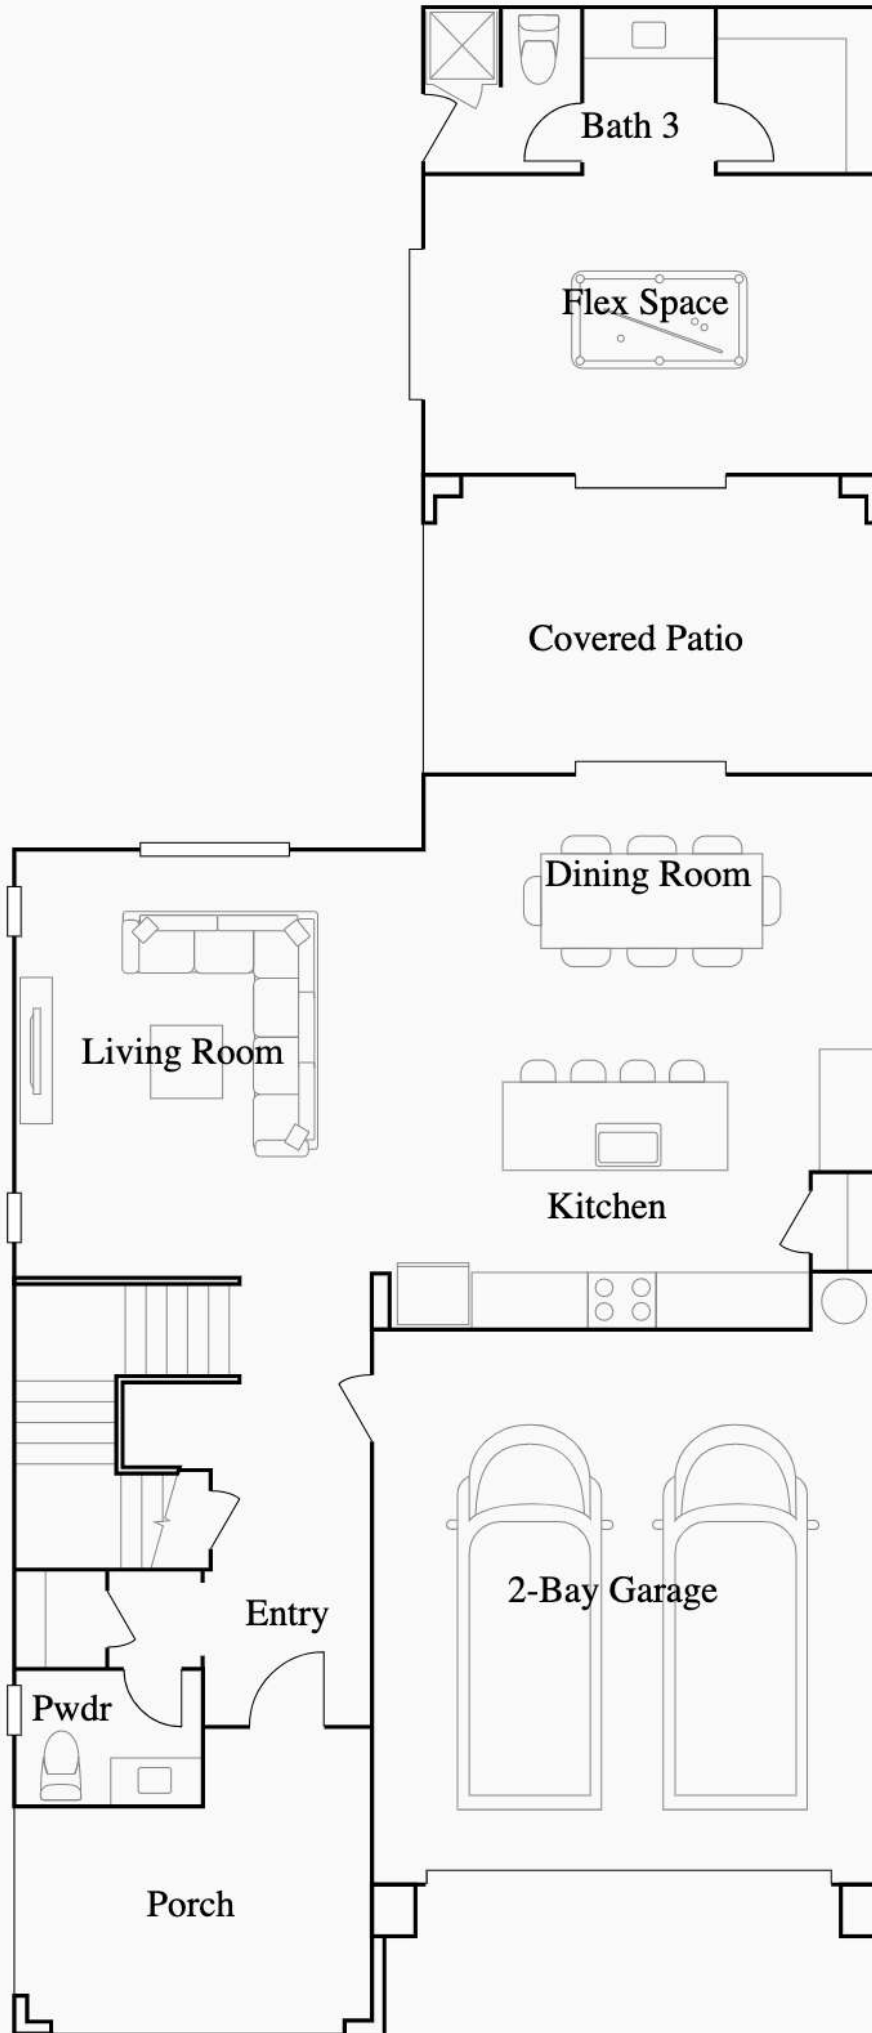 Bath 3
Flex Space
Covered Patio
Dining Room
Living Room
Kitchen
2-Bay Garage
Entry
Pwdr
Porch